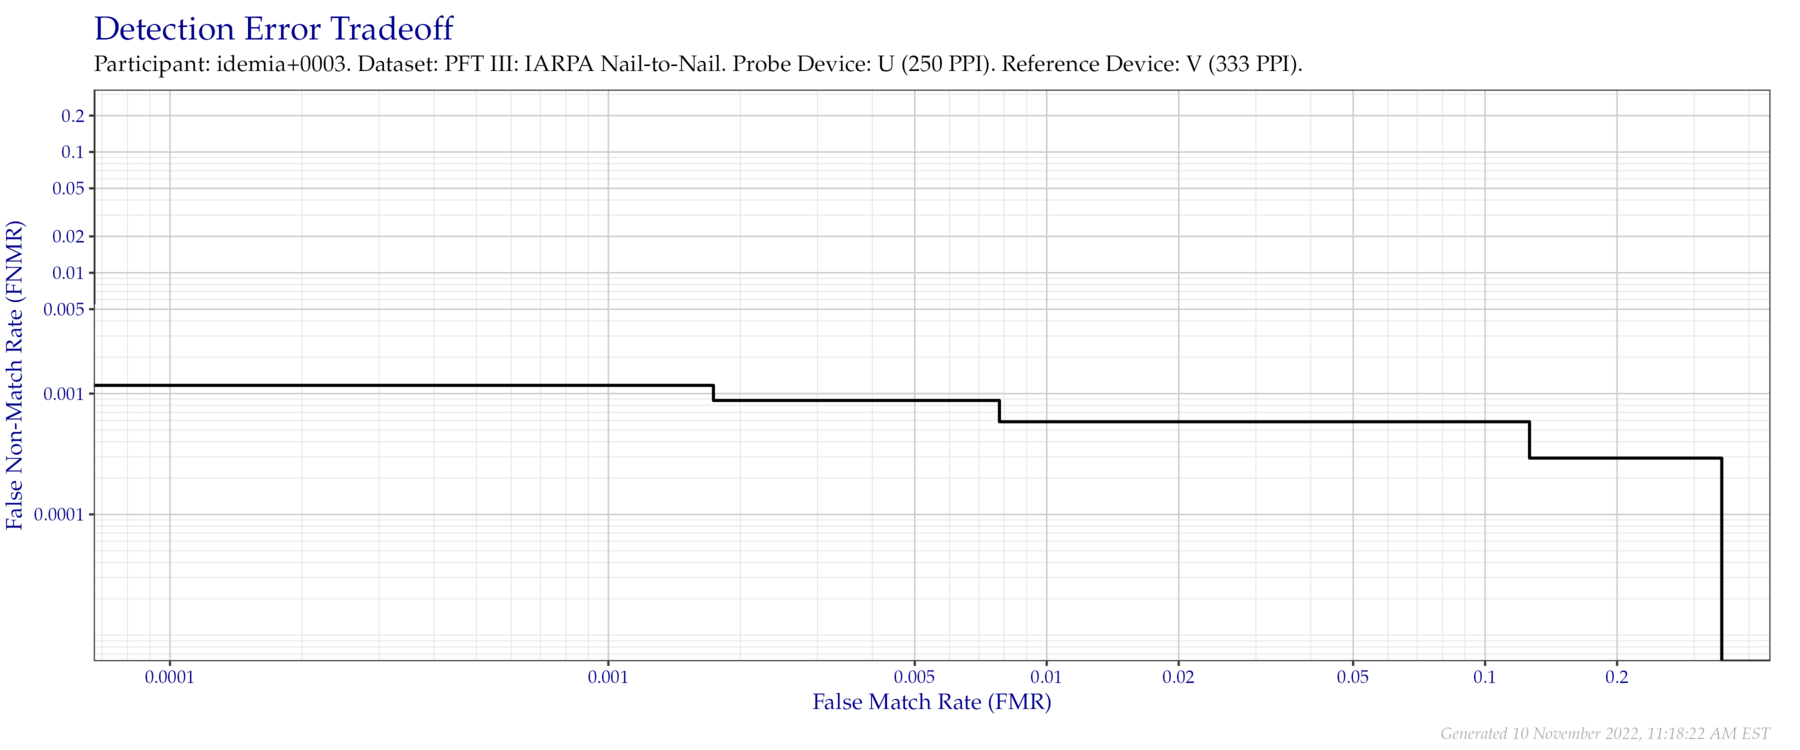 Detection Error Tradeoff
Participant: idemia+0003. Dataset: PFT III: IARPA Nail-to-Nail. Probe Device: U (250 PPI). Reference Device: V (333 PPI).
False Non-Match Rate (FNMR)
0.2
0.1
0.05
0.02
0.01
0.005
0.001
0.0001
0.0001 0.001 0.005 0.01 0.02 0.05 0.1 0.2
False Match Rate (FMR)
Generated 10 November 2022, 11:18:22 AM EST